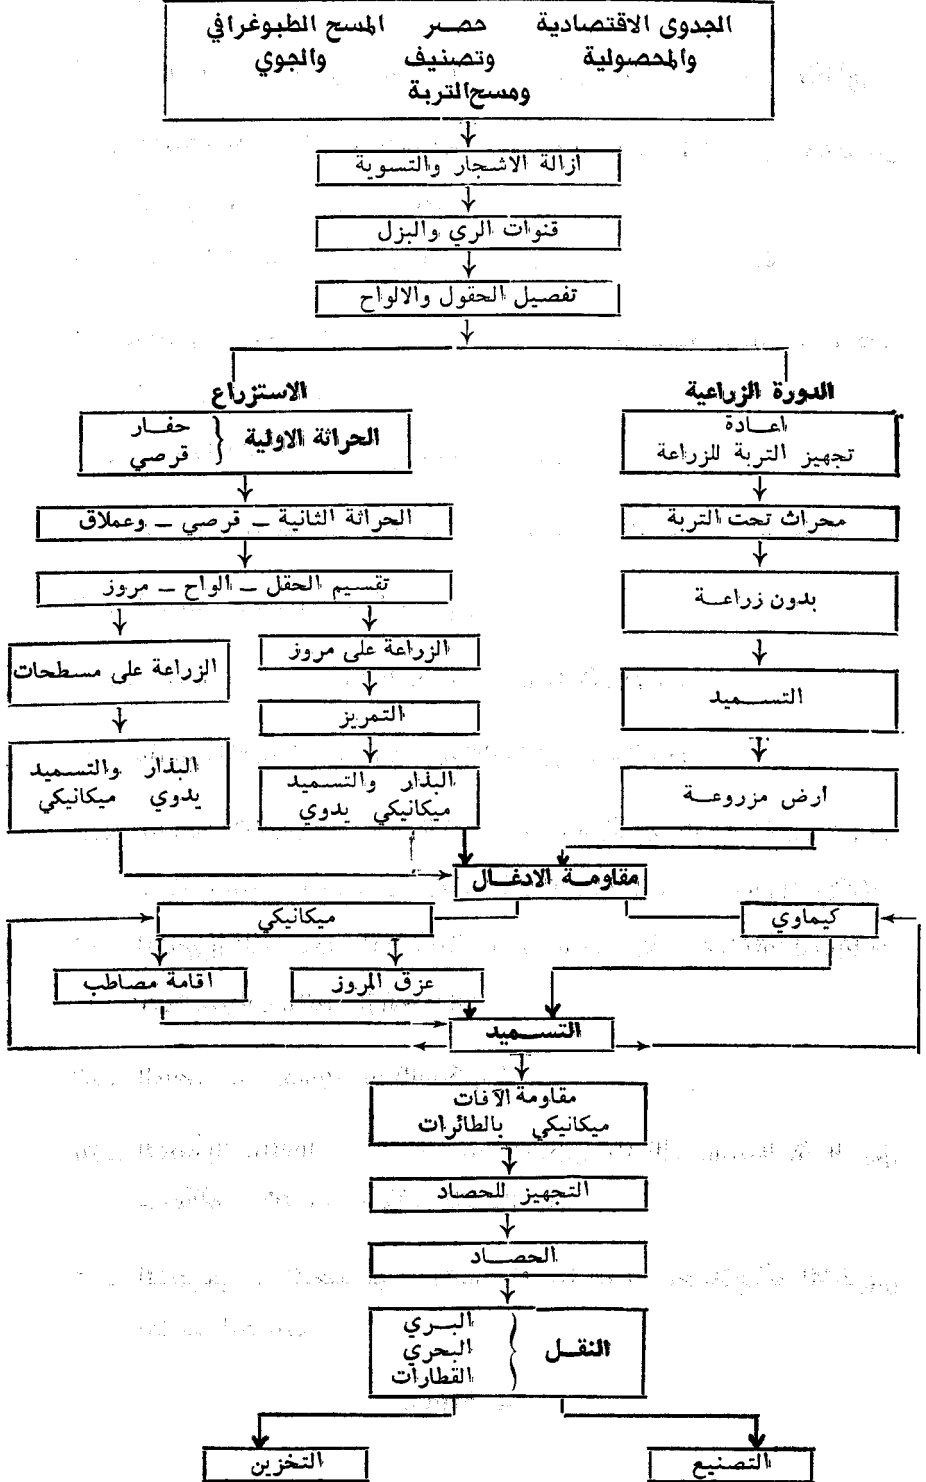 الجدوى الاقتصادية حصر المسح الطبوغرافي
والمحصولية وتصنيف والجوي
ومسح التربة
ازالة الاشجار والتسوية
قنوات الري والبزل
تفصيل الحقول والالواح
الدورة الزراعية
الاستزراع
اعادة
تجهيز التربة للزراعة
الحراثة الاولية { حفار
قرصي
محراث تحت التربة
الحراثة الثانية - قرصي - وعملاق
بدون زراعة
تقسيم الحقل - الواح - مروز
الزراعة على مروز
الزراعة على مسطحات
التسميد
التمريز
أرض مزروعة
البذار والتسميد
ميكانيكي يدوي
البذار والتسميد
يدوي ميكانيكي
مقاومة الادغال
كيماوي
ميكانيكي
عزق المروز
اقامة مصاطب
التسميد
مقاومة الآفات
ميكانيكي بالطائرات
التجهيز للحصاد
الحصاد
النقل { البري
البحري
القطارات
التصنيع
التخزين